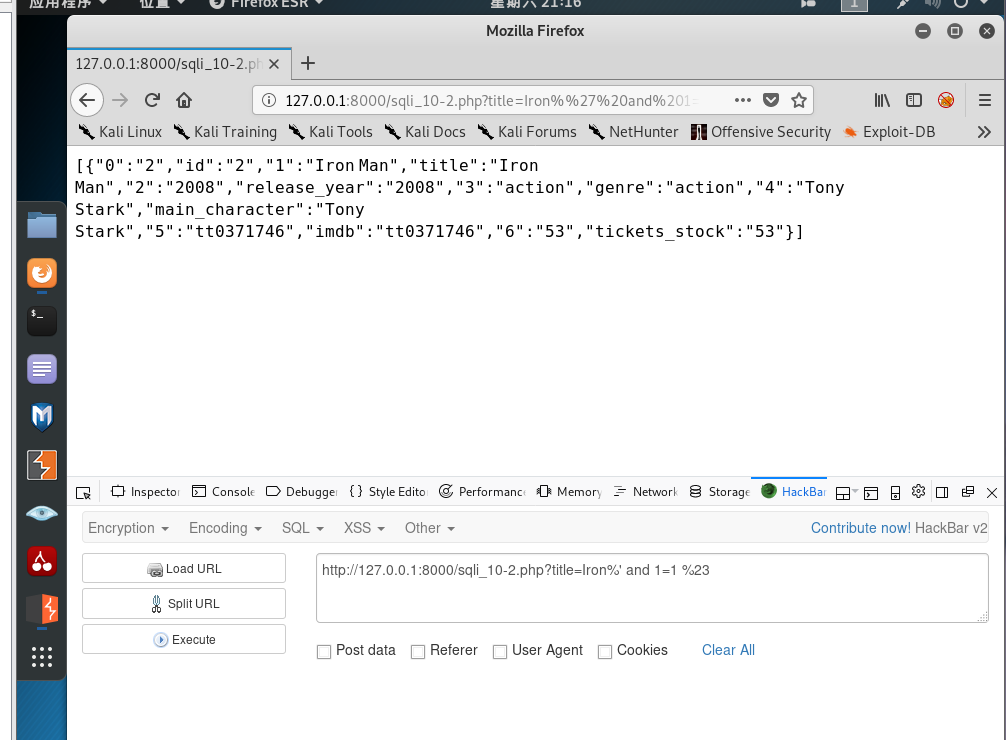 应用程序 位置 Firefox ESR 星期六 21:16 1
Mozilla Firefox
127.0.0.1:8000/sqli_10-2.ph
127.0.0.1:8000/sqli_10-2.php?title=Iron%%27%20and%201=
Kali Linux Kali Training Kali Tools Kali Docs Kali Forums NetHunter Offensive Security Exploit-DB
[{"0":"2","id":"2","1":"Iron Man","title":"Iron
Man","2":"2008","release_year":"2008","3":"action","genre":"action","4":"Tony
Stark","main_character":"Tony
Stark","5":"tt0371746","imdb":"tt0371746","6":"53","tickets_stock":"53"}]
Inspector Console Debugger Style Edito Performanc Memory Network Storage HackBar
Encryption Encoding SQL XSS Other Contribute now! HackBar v2
Load URL http://127.0.0.1:8000/sqli_10-2.php?title=Iron%' and 1=1 %23
Split URL
Execute
Post data Referer User Agent Cookies Clear All